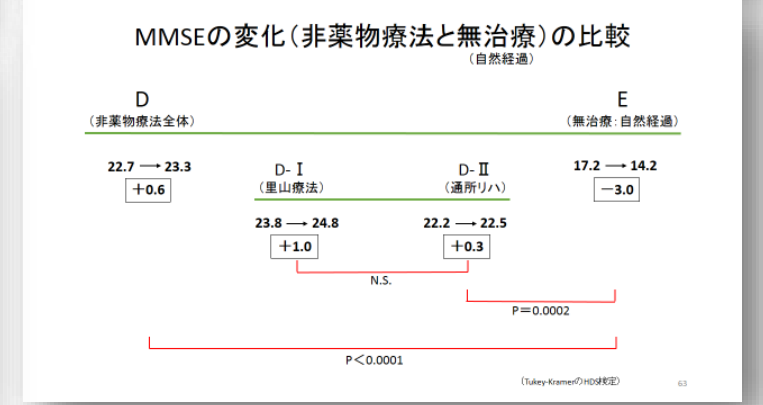 MMSEの変化(非薬物療法と無治療)の比較
(自然経過)
D
E
(非薬物療法全体)
(無治療:自然経過)
22.7 → 23.3
+0.6
D-Ⅰ
(里山療法)
D-Ⅱ
(通所リハ)
17.2 → 14.2
-3.0
23.8 → 24.8
+1.0
22.2 → 22.5
+0.3
N.S.
P=0.0002
P<0.0001
(Tukey-KramerのHDS検定)
63